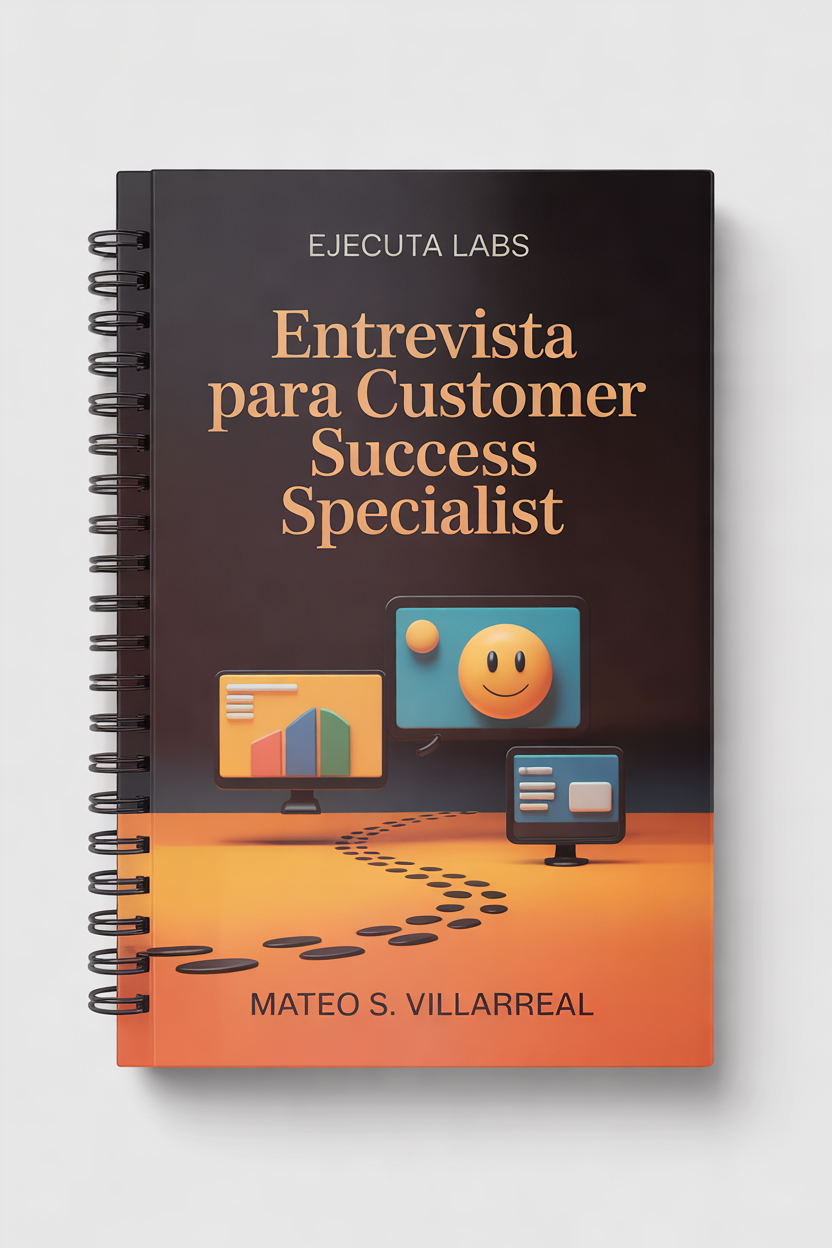 EJECUTA LABS
Entrevista
para Customer
Success
Specialist
MATEO S. VILLARREAL